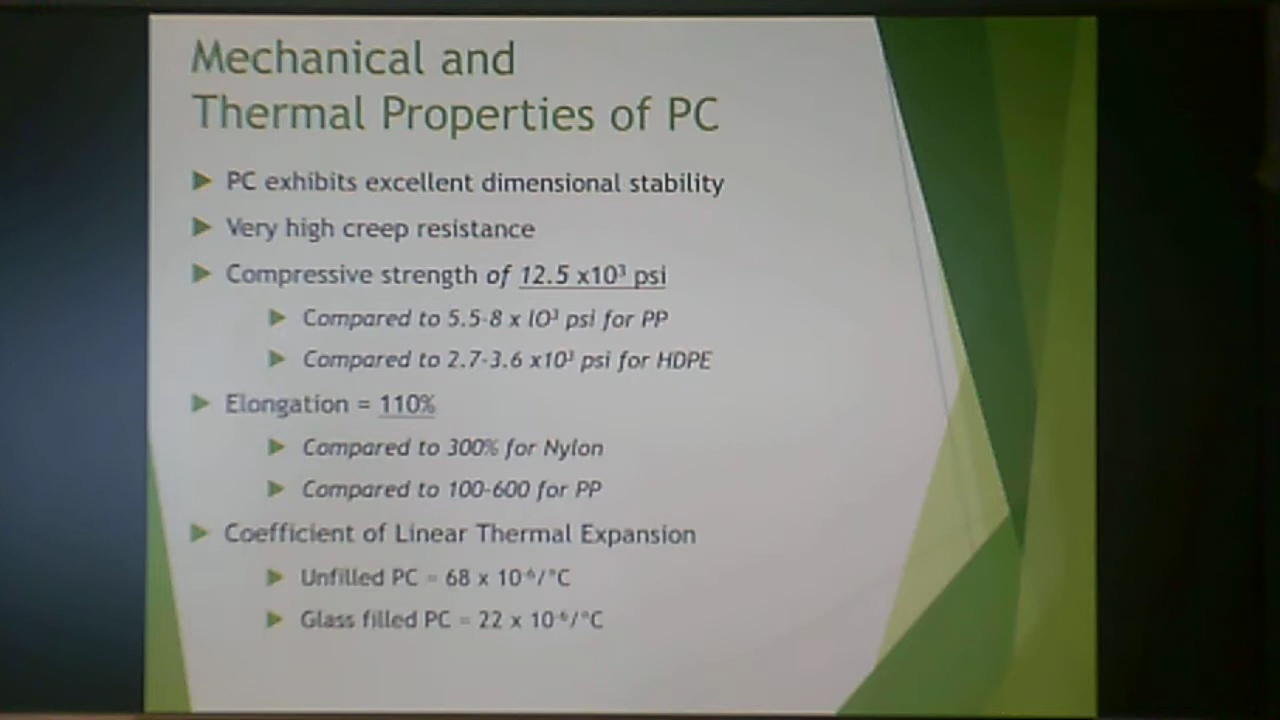 Mechanical and
Thermal Properties of PC
PC exhibits excellent dimensional stability
Very high creep resistance
Compressive strength of 12.5 x10³ psi
Compared to 5.5-8 x 10³ psi for PP
Compared to 2.7-3.6 x10³ psi for HDPE
Elongation = 110%
Compared to 300% for Nylon
Compared to 100-600 for PP
Coefficient of Linear Thermal Expansion
Unfilled PC = 68 x 10⁻⁶/°C
Glass filled PC = 22 x 10⁻⁶/°C